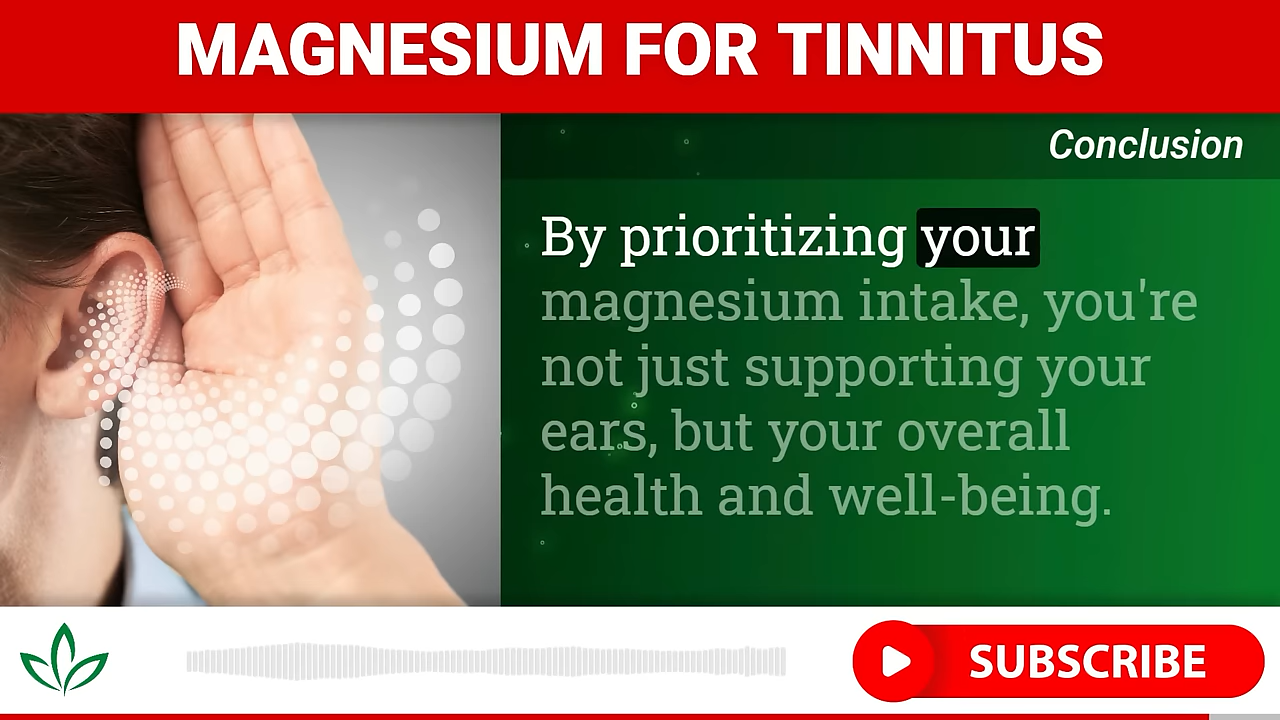 MAGNESIUM FOR TINNITUS
Conclusion
By prioritizing your
magnesium intake, you're
not just supporting your
ears, but your overall
health and well-being.
SUBSCRIBE